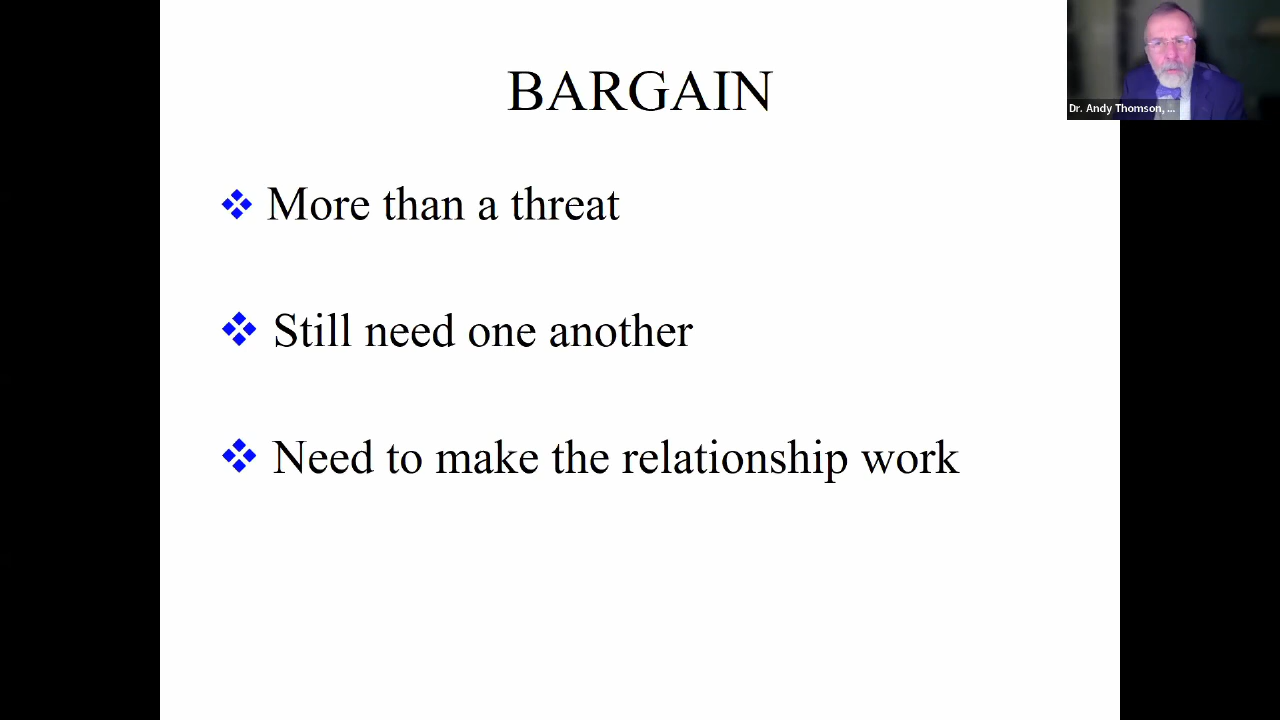 BARGAIN
Dr. Andy Thomson, ...
More than a threat
Still need one another
Need to make the relationship work